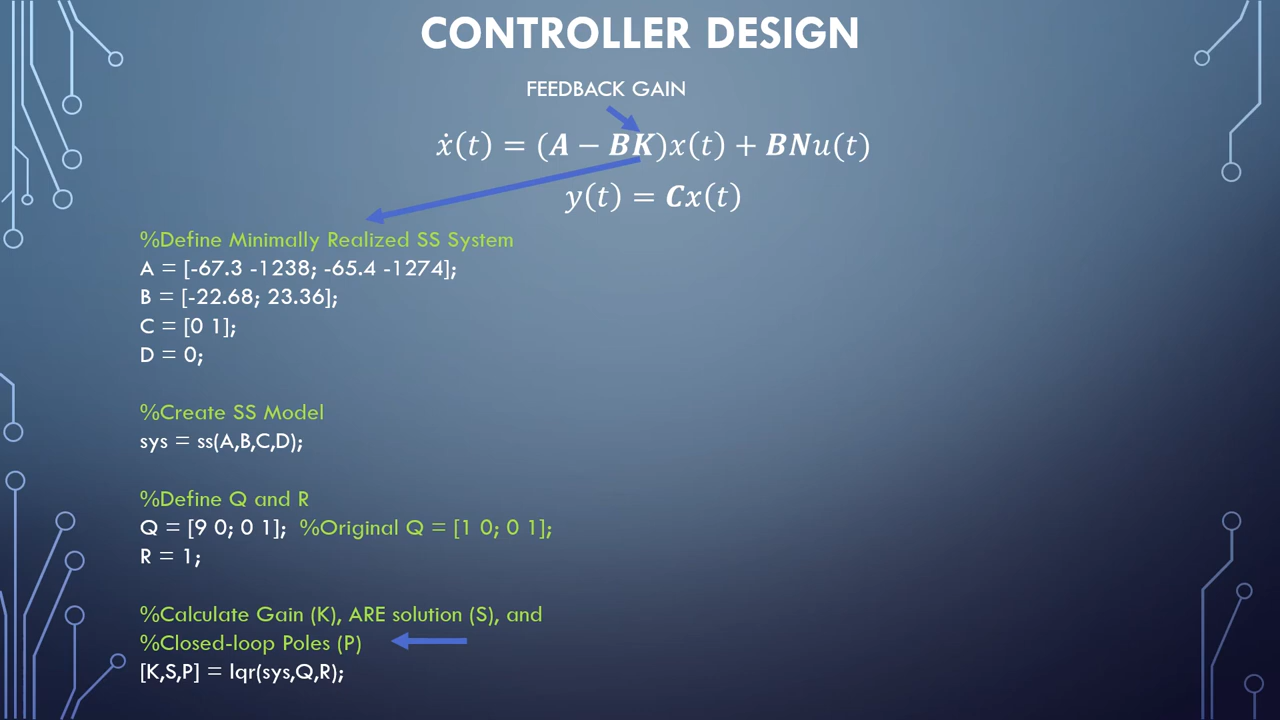 CONTROLLER DESIGN
FEEDBACK GAIN
ẋ(t) = (A − BK)x(t) + BNu(t)
y(t) = Cx(t)
%Define Minimally Realized SS System
A = [-67.3 -1238; -65.4 -1274];
B = [-22.68; 23.36];
C = [0 1];
D = 0;
%Create SS Model
sys = ss(A,B,C,D);
%Define Q and R
Q = [9 0; 0 1]; %Original Q = [1 0; 0 1];
R = 1;
%Calculate Gain (K), ARE solution (S), and
%Closed-loop Poles (P)
[K,S,P] = lqr(sys,Q,R);